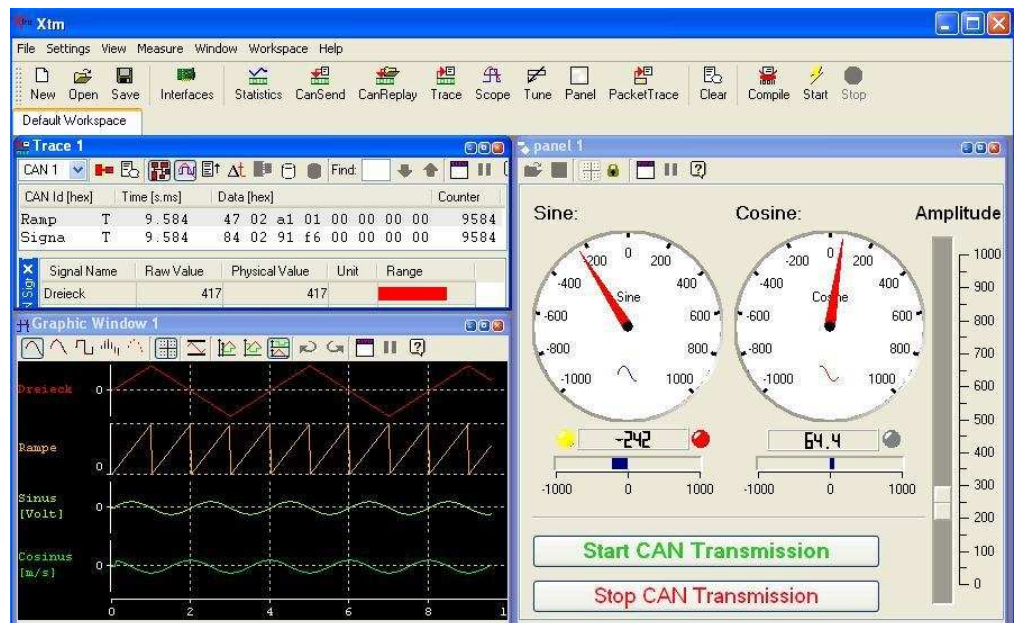 Xtm
File Settings View Measure Window Workspace Help
New Open Save Interfaces Statistics CanSend CanReplay Trace Scope Tune Panel PacketTrace Clear Compile Start Stop
Default Workspace
Trace 1
CAN 1 Δt Find:
CAN Id [hex] Time [s.ms] Data [hex] Counter
Ramp T 9.584 47 02 a1 01 00 00 00 00 9584
Signa T 9.584 84 02 91 f6 00 00 00 00 9484
Signal Name Raw Value Physical Value Unit Range
Dreieck 417 417
Graphic Window 1
Dreieck 0
Rampe 0
Sinus
[Volt] 0
Cosinus
[m/s] 0
0 2 4 6 8 1
panel 1
Sine: Cosine: Amplitude
-1000 -800 -600 -400 -200 0 200 400 600 800 1000
Sine
-1000 -800 -600 -400 -200 0 200 400 600 800 1000
Cosine
-242 64.4
-1000 0 1000
-1000 0 1000
1000
900
800
700
600
500
400
300
200
100
0
Start CAN Transmission
Stop CAN Transmission